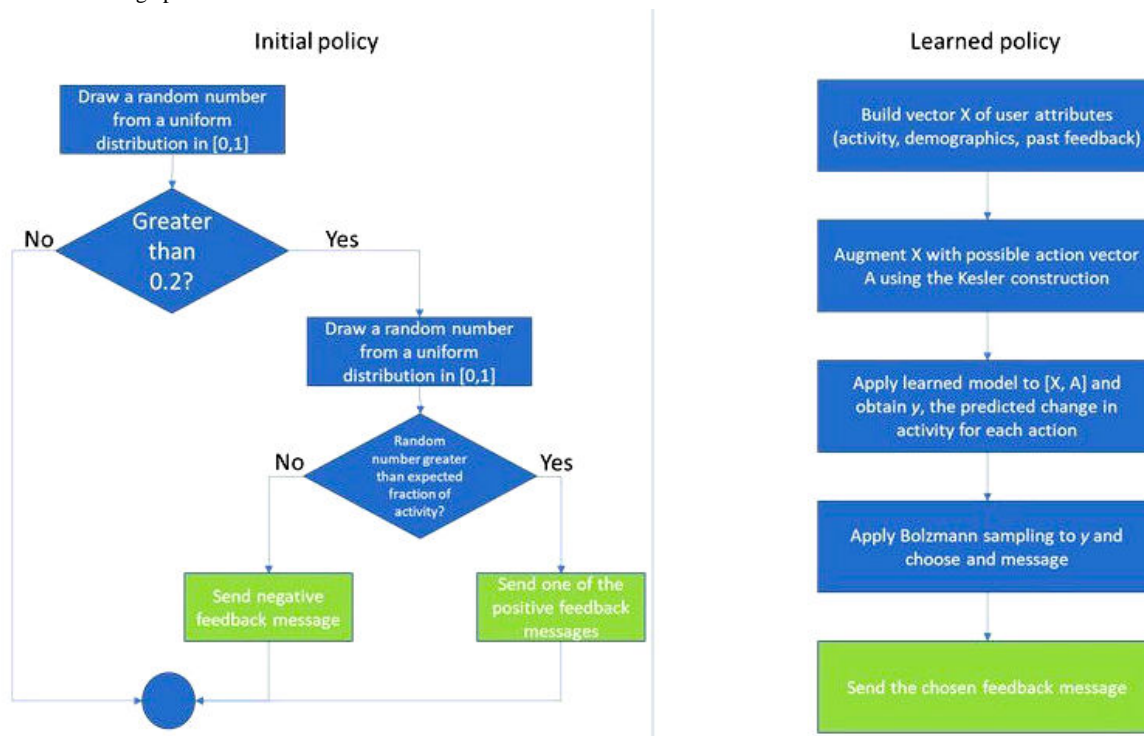 Initial policy
Draw a random number
from a uniform
distribution in [0,1]
Greater
than
0.2?
No
Yes
Draw a random number
from a uniform
distribution in [0,1]
Random
number greater
than expected
fraction of
activity?
No
Yes
Send negative
feedback message
Send one of the
positive feedback
messages
Learned policy
Build vector X of user attributes
(activity, demographics, past feedback)
Augment X with possible action vector
A using the Kesler construction
Apply learned model to [X, A] and
obtain y, the predicted change in
activity for each action
Apply Bolzmann sampling to y and
choose and message
Send the chosen feedback message